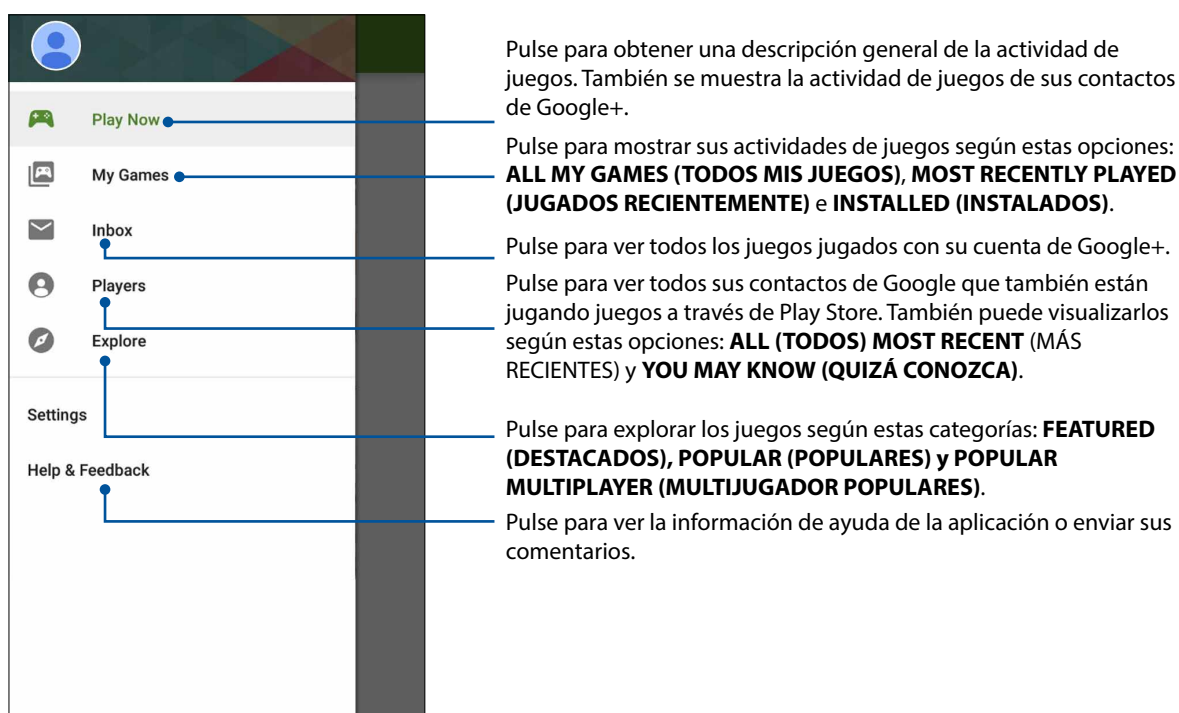 Play Now
My Games
Inbox
Players
Explore
Settings
Help & Feedback
Pulse para obtener una descripción general de la actividad de
juegos. También se muestra la actividad de juegos de sus contactos
de Google+.
Pulse para mostrar sus actividades de juegos según estas opciones:
ALL MY GAMES (TODOS MIS JUEGOS), MOST RECENTLY PLAYED
(JUGADOS RECIENTEMENTE) e INSTALLED (INSTALADOS).
Pulse para ver todos los juegos jugados con su cuenta de Google+.
Pulse para ver todos sus contactos de Google que también están
jugando juegos a través de Play Store. También puede visualizarlos
según estas opciones: ALL (TODOS) MOST RECENT (MÁS
RECIENTES) y YOU MAY KNOW (QUIZÁ CONOZCA).
Pulse para explorar los juegos según estas categorías: FEATURED
(DESTACADOS), POPULAR (POPULARES) y POPULAR
MULTIPLAYER (MULTIJUGADOR POPULARES).
Pulse para ver la información de ayuda de la aplicación o enviar sus
comentarios.